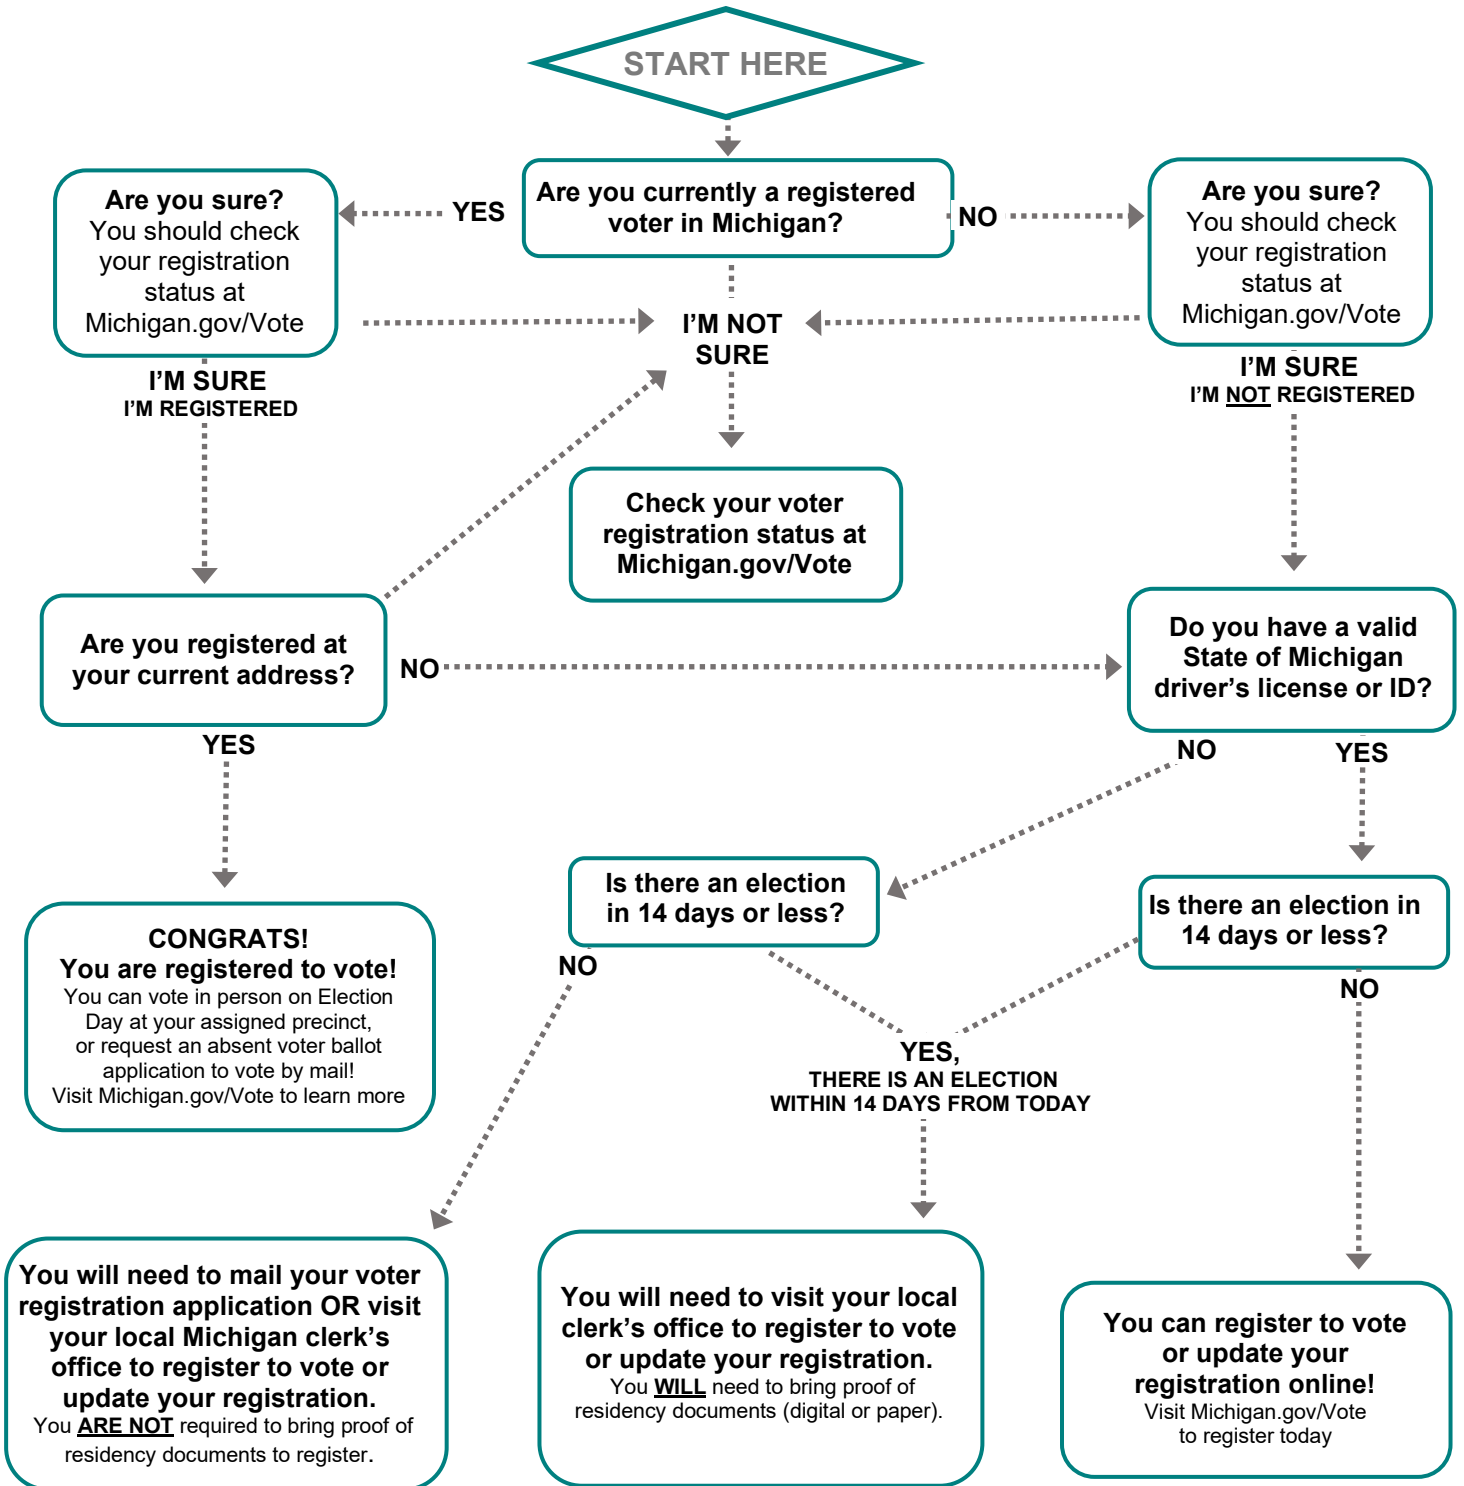 START HERE
Are you currently a registered
voter in Michigan?
YES
NO
Are you sure?
You should check
your registration
status at
Michigan.gov/Vote
Are you sure?
You should check
your registration
status at
Michigan.gov/Vote
I'M NOT
SURE
I'M SURE
I'M REGISTERED
I'M SURE
I'M NOT REGISTERED
Check your voter
registration status at
Michigan.gov/Vote
Are you registered at
your current address?
NO
Do you have a valid
State of Michigan
driver's license or ID?
YES
NO
YES
Is there an election
in 14 days or less?
Is there an election in
14 days or less?
CONGRATS!
You are registered to vote!
You can vote in person on Election
Day at your assigned precinct,
or request an absent voter ballot
application to vote by mail!
Visit Michigan.gov/Vote to learn more
NO
NO
YES,
THERE IS AN ELECTION
WITHIN 14 DAYS FROM TODAY
You will need to mail your voter
registration application OR visit
your local Michigan clerk's
office to register to vote or
update your registration.
You ARE NOT required to bring proof of
residency documents to register.
You will need to visit your local
clerk's office to register to vote
or update your registration.
You WILL need to bring proof of
residency documents (digital or paper).
You can register to vote
or update your
registration online!
Visit Michigan.gov/Vote
to register today